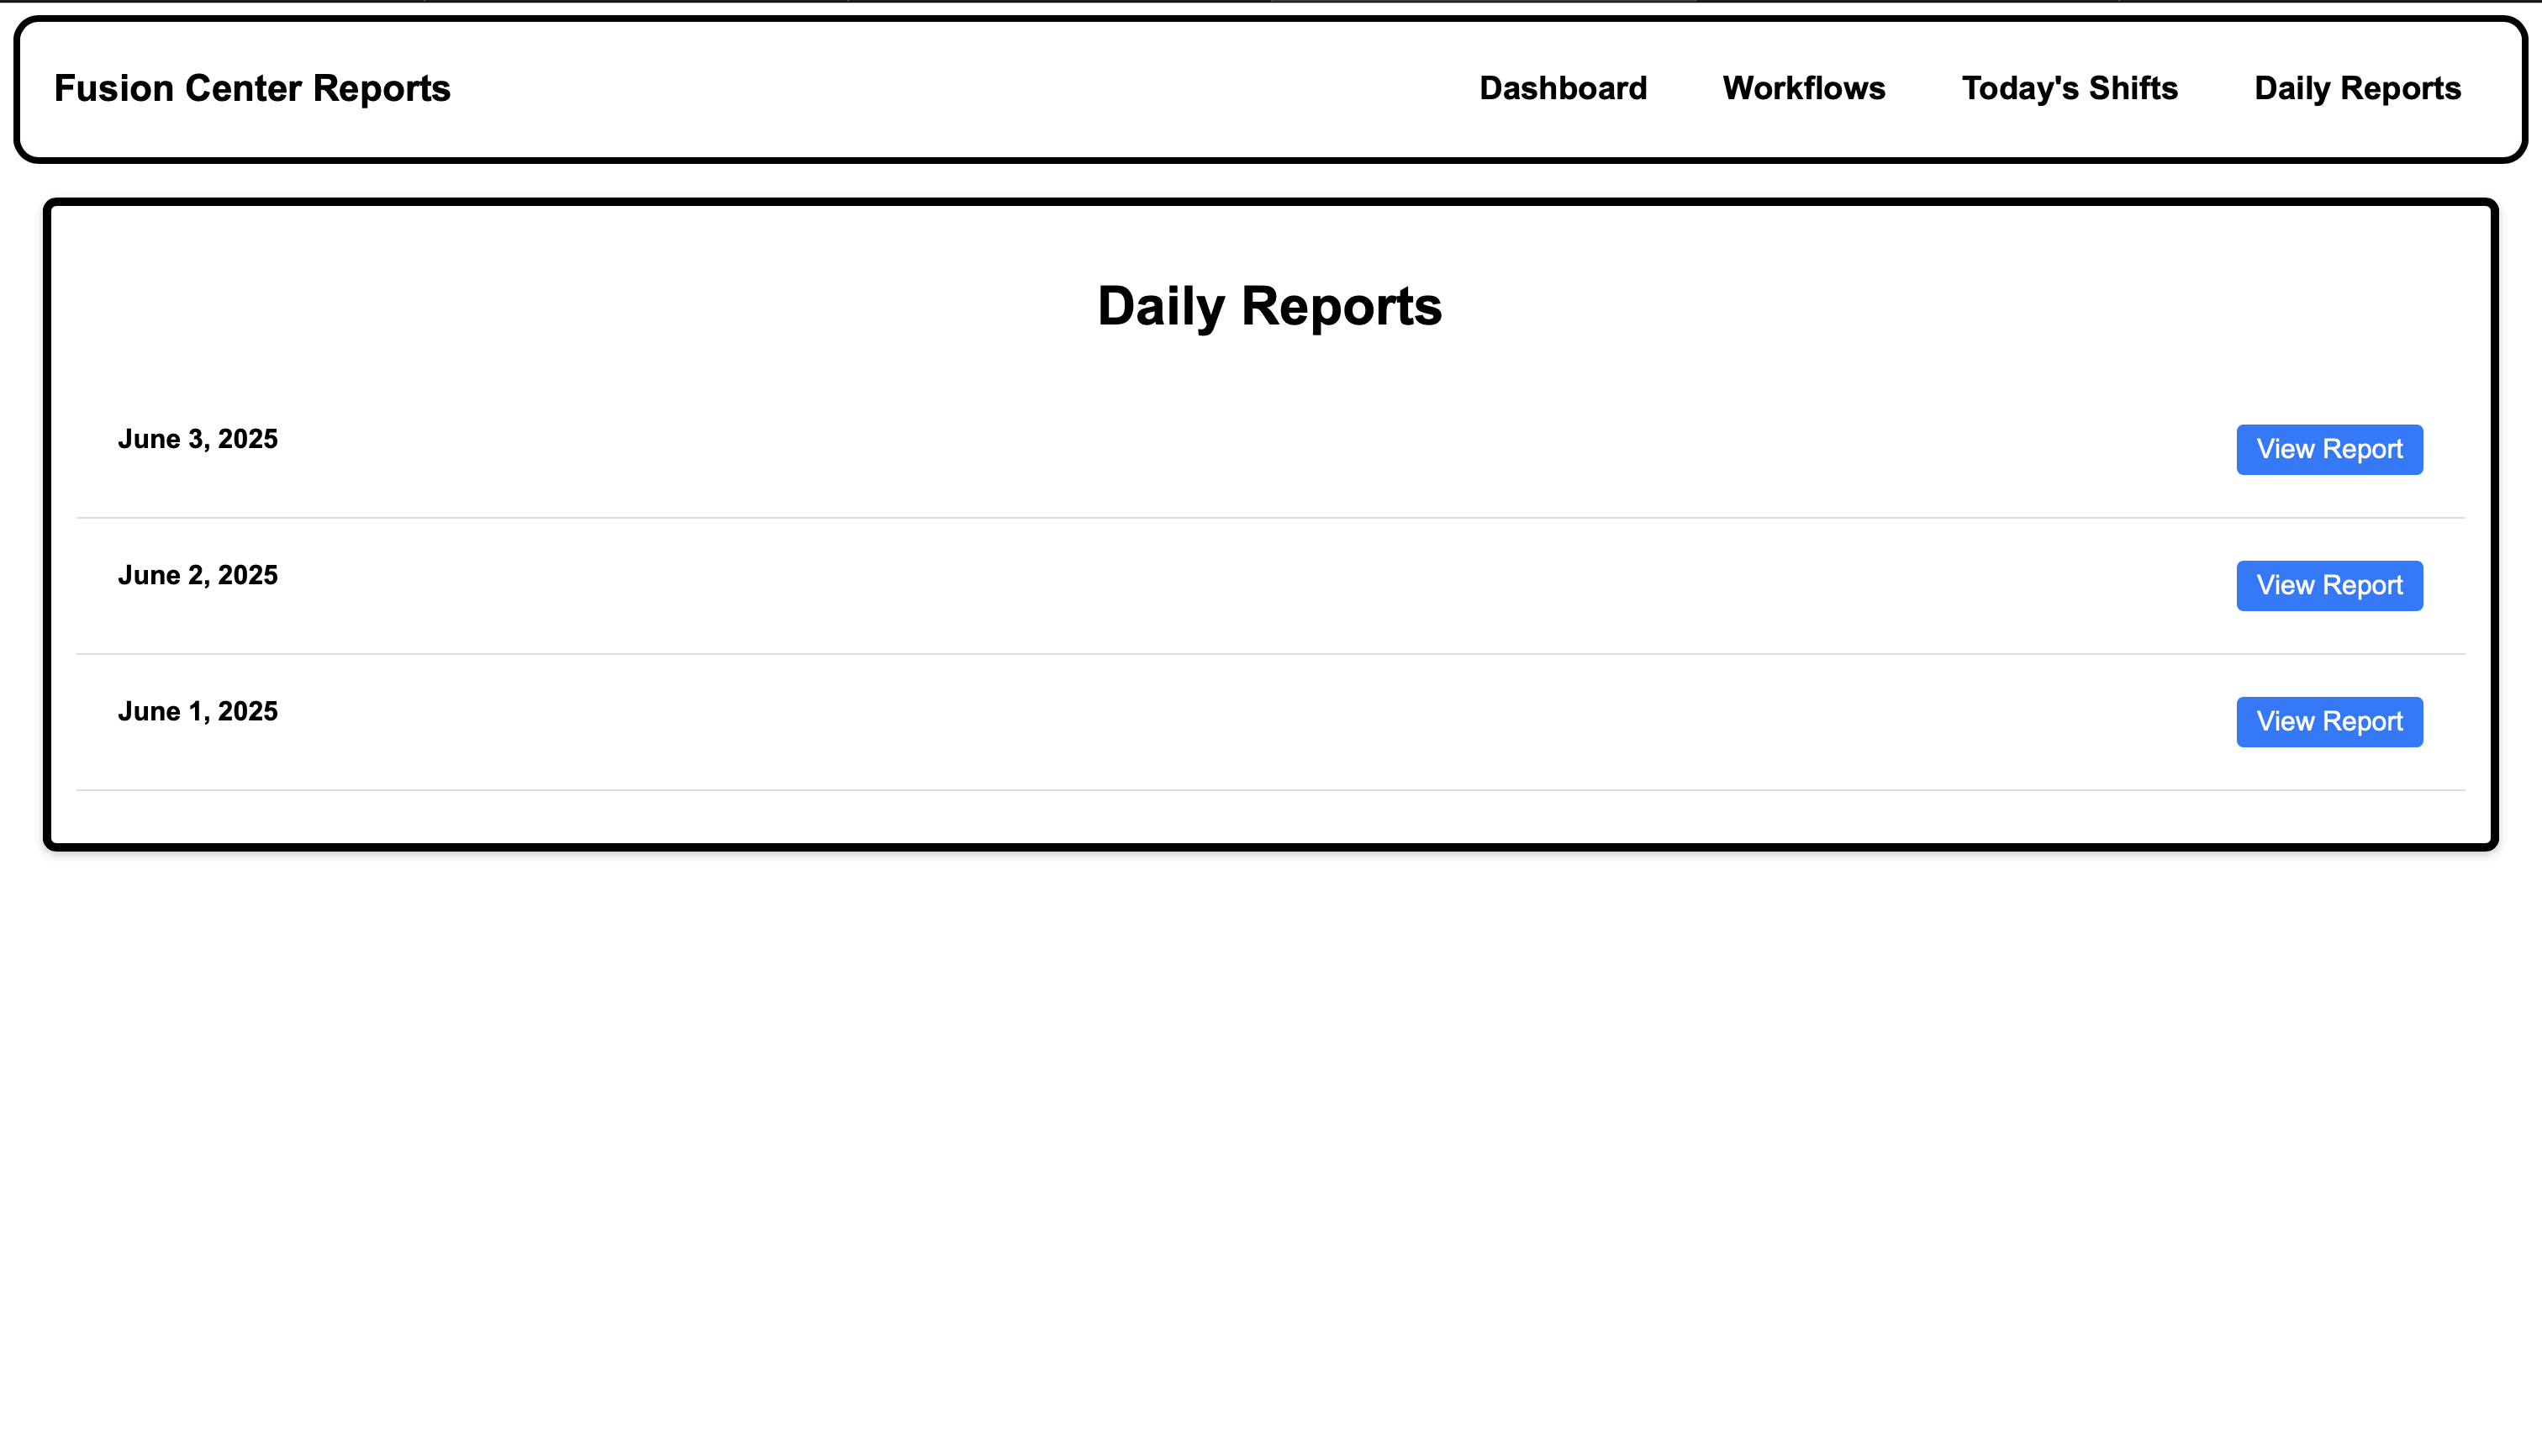 Fusion Center Reports Dashboard Workflows Today's Shifts Daily Reports
Daily Reports
June 3, 2025 View Report
June 2, 2025 View Report
June 1, 2025 View Report